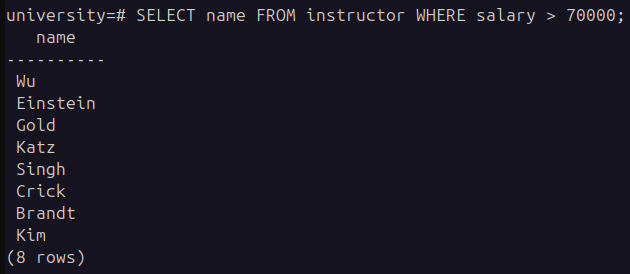 university=# SELECT name FROM instructor WHERE salary > 70000;
name
----------
Wu
Einstein
Gold
Katz
Singh
Crick
Brandt
Kim
(8 rows)